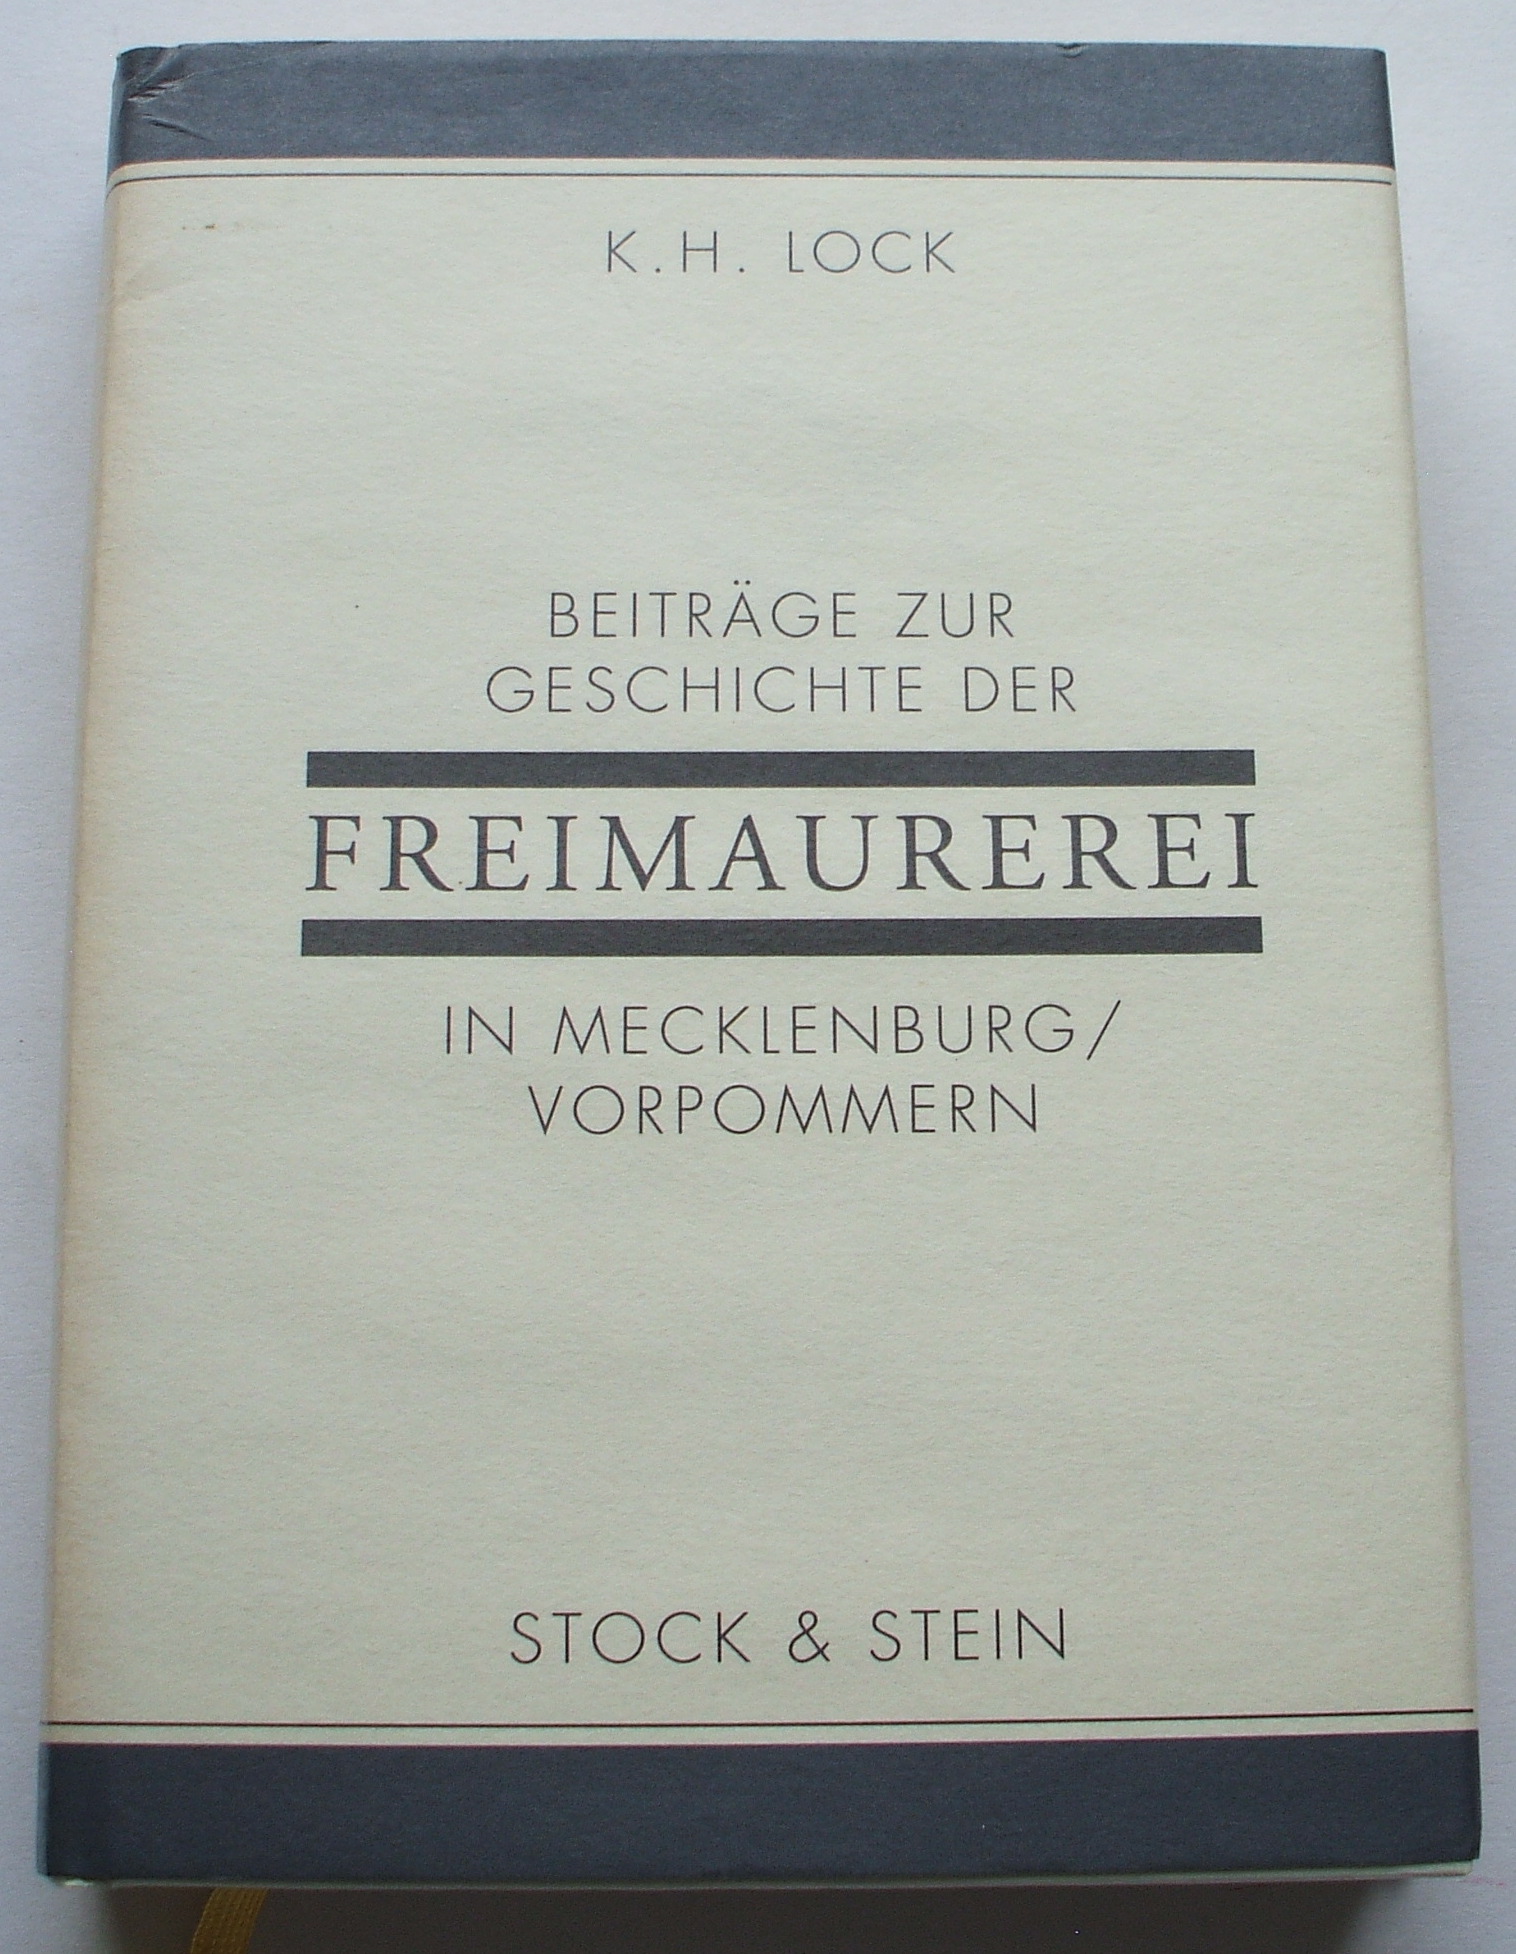 K. H. LOCK
BEITRÄGE ZUR
GESCHICHTE DER
FREIMAUREREI
IN MECKLENBURG/
VORPOMMERN
STOCK & STEIN